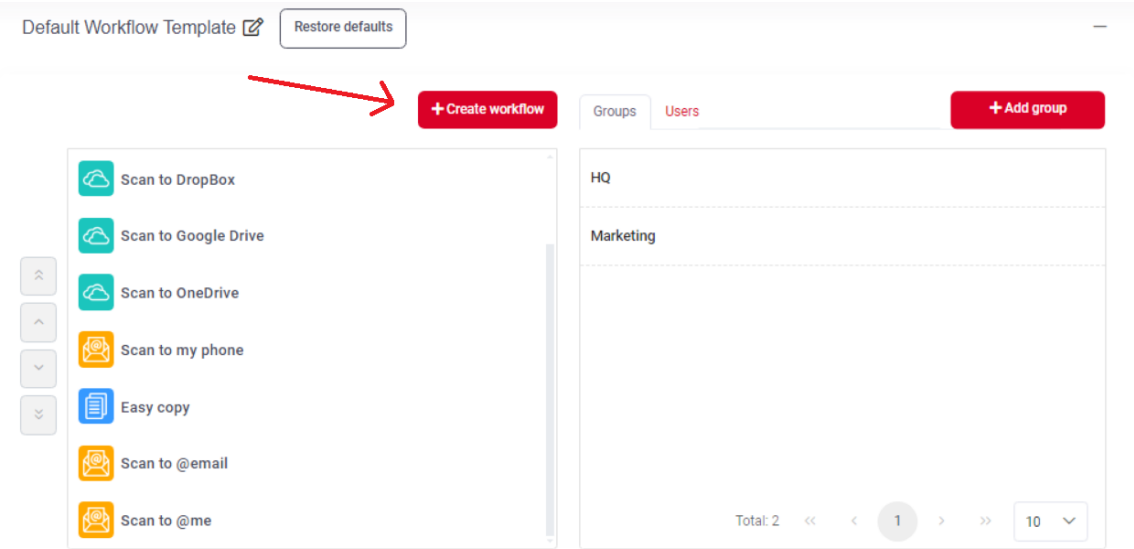 Default Workflow Template
Restore defaults
+ Create workflow
Groups
Users
+ Add group
Scan to DropBox
Scan to Google Drive
Scan to OneDrive
Scan to my phone
Easy copy
Scan to @email
Scan to @me
HQ
Marketing
Total: 2 « < 1 > » 10